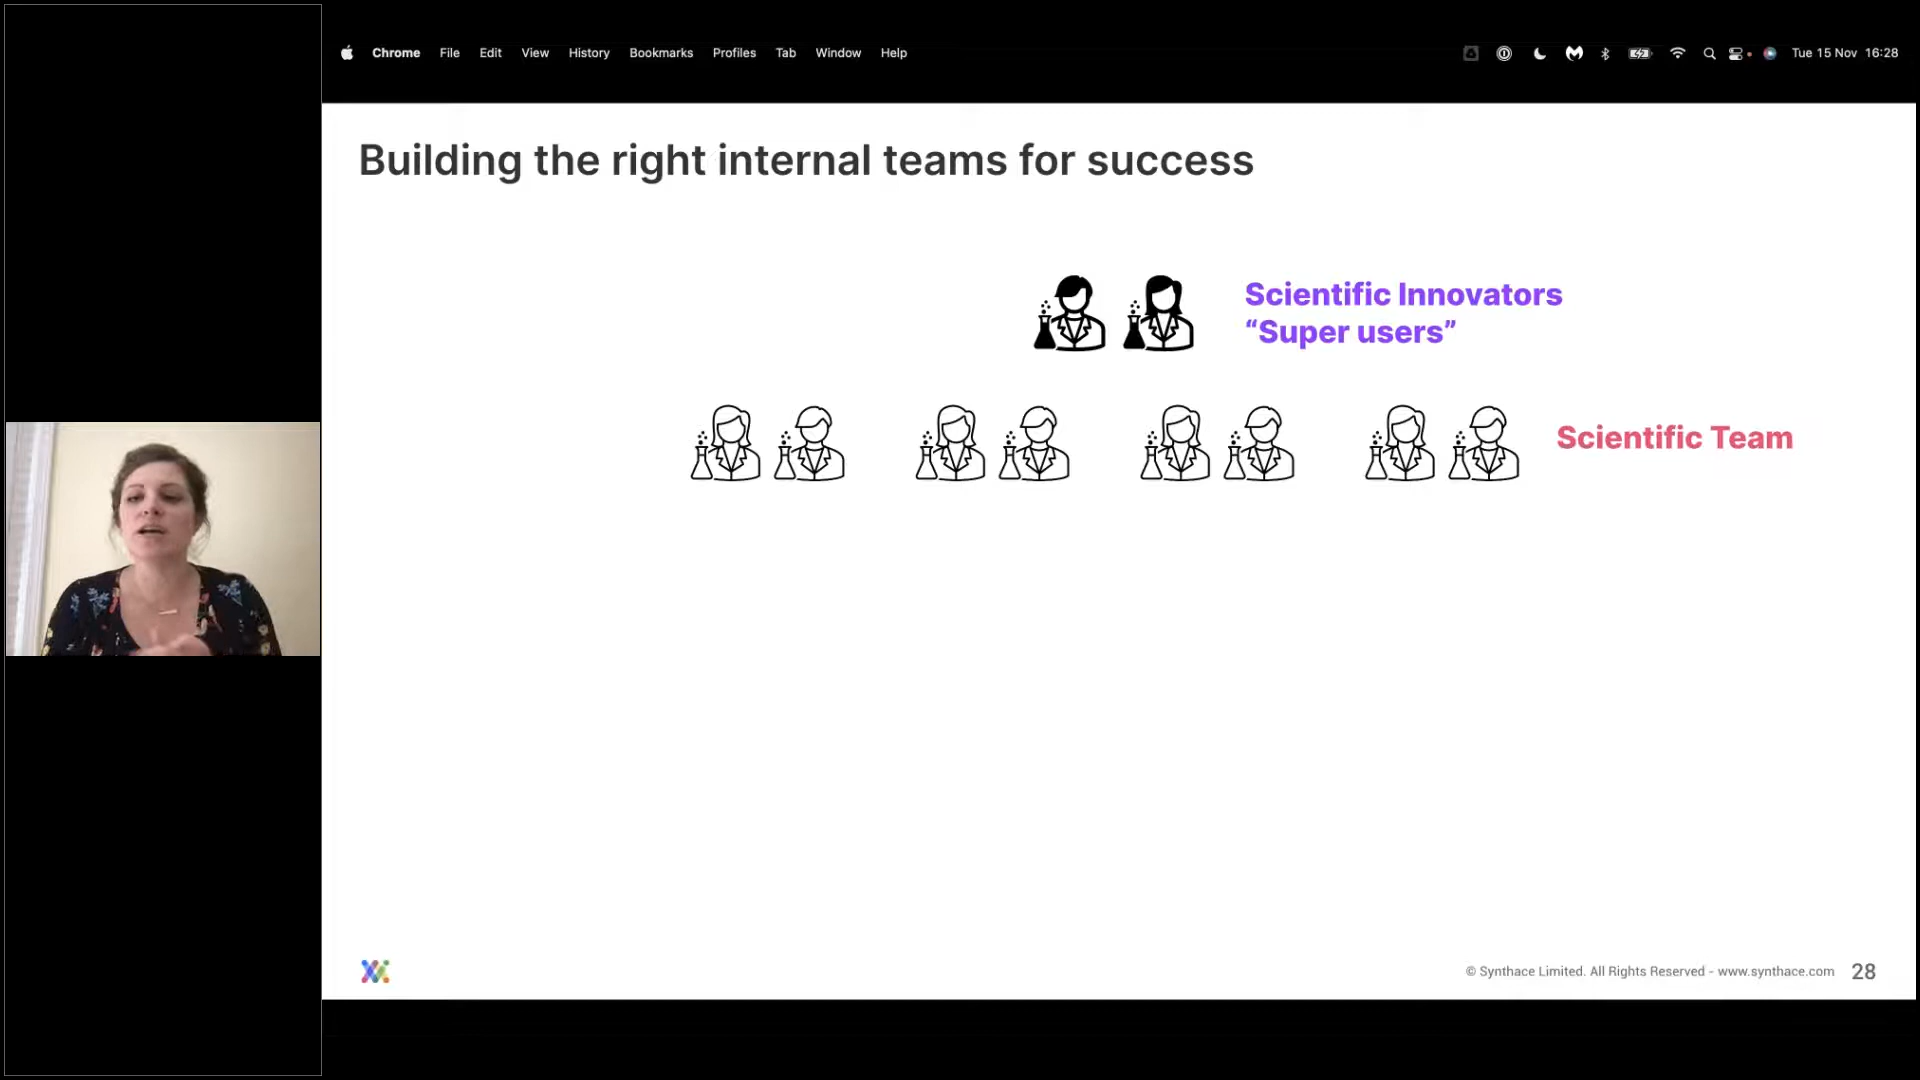 Chrome File Edit View History Bookmarks Profiles Tab Window Help Tue 15 Nov 16:28
Building the right internal teams for success
Scientific Innovators
“Super users”
Scientific Team
© Synthace Limited. All Rights Reserved - www.synthace.com 28